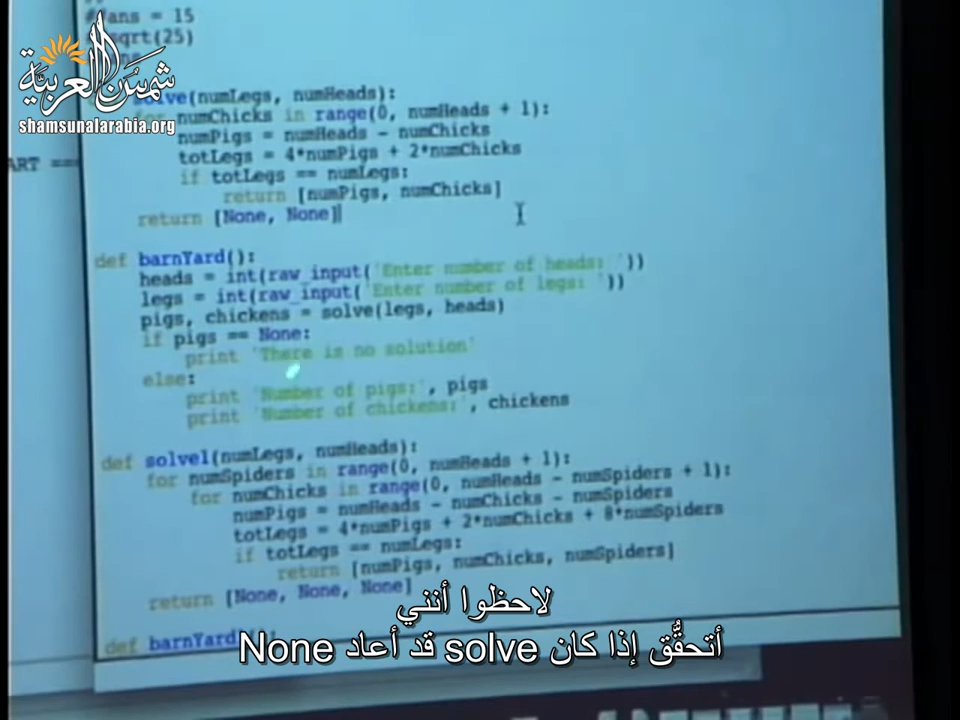 ##ans = 15
sqrt(25)
شمسُ العربية
shamsunalarabia.org
solve(numLegs, numHeads):
for numChicks in range(0, numHeads + 1):
numPigs = numHeads - numChicks
totLegs = 4*numPigs + 2*numChicks
if totLegs == numLegs:
return [numPigs, numChicks]
return [None, None]
ART ===
def barnYard():
heads = int(raw_input('Enter number of heads: '))
legs = int(raw_input('Enter number of legs: '))
pigs, chickens = solve(legs, heads)
if pigs == None:
print 'There is no solution'
else:
print 'Number of pigs:', pigs
print 'Number of chickens:', chickens
def solve1(numLegs, numHeads):
for numSpiders in range(0, numHeads + 1):
for numChicks in range(0, numHeads - numSpiders + 1):
numPigs = numHeads - numChicks - numSpiders
totLegs = 4*numPigs + 2*numChicks + 8*numSpiders
if totLegs == numLegs:
return [numPigs, numChicks, numSpiders]
return [None, None, None]
def barnYard1():
لاحظوا أنني
أتحقَّق إذا كان solve قد أعاد None